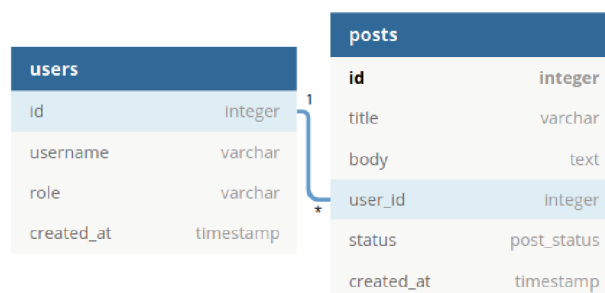 users
id integer
username varchar
role varchar
created_at timestamp
1
*
posts
id integer
title varchar
body text
user_id integer
status post_status
created_at timestamp